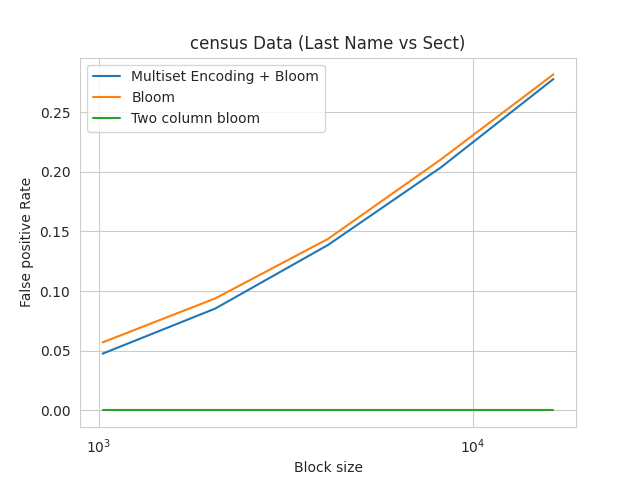 census Data (Last Name vs Sect)
Multiset Encoding + Bloom
Bloom
Two column bloom
False positive Rate
0.25
0.20
0.15
0.10
0.05
0.00
10³
10⁴
Block size